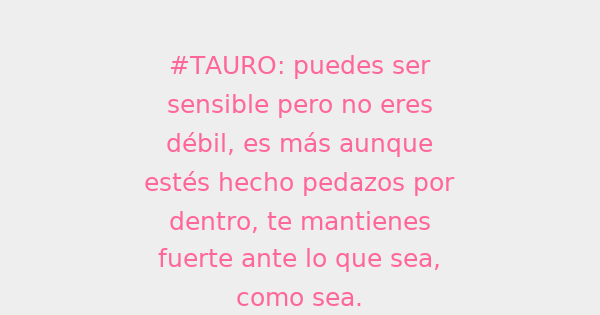 #TAURO: puedes ser
sensible pero no eres
débil, es más aunque
estés hecho pedazos por
dentro, te mantienes
fuerte ante lo que sea,
como sea.